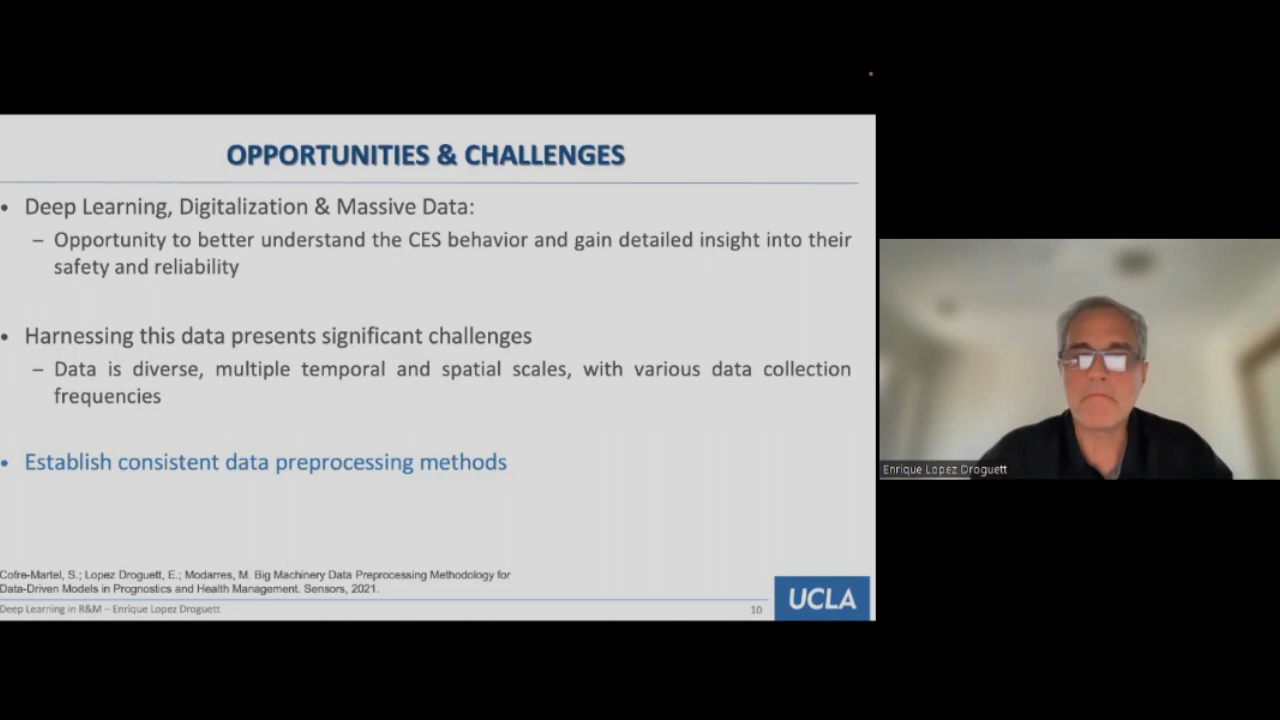 OPPORTUNITIES & CHALLENGES
• Deep Learning, Digitalization & Massive Data:
– Opportunity to better understand the CES behavior and gain detailed insight into their
safety and reliability
• Harnessing this data presents significant challenges
– Data is diverse, multiple temporal and spatial scales, with various data collection
frequencies
• Establish consistent data preprocessing methods
Cofre-Martel, S.; Lopez Droguett, E.; Modarres, M. Big Machinery Data Preprocessing Methodology for
Data-Driven Models in Prognostics and Health Management. Sensors, 2021.
Deep Learning in R&M – Enrique Lopez Droguett
10
UCLA
Enrique Lopez Droguett